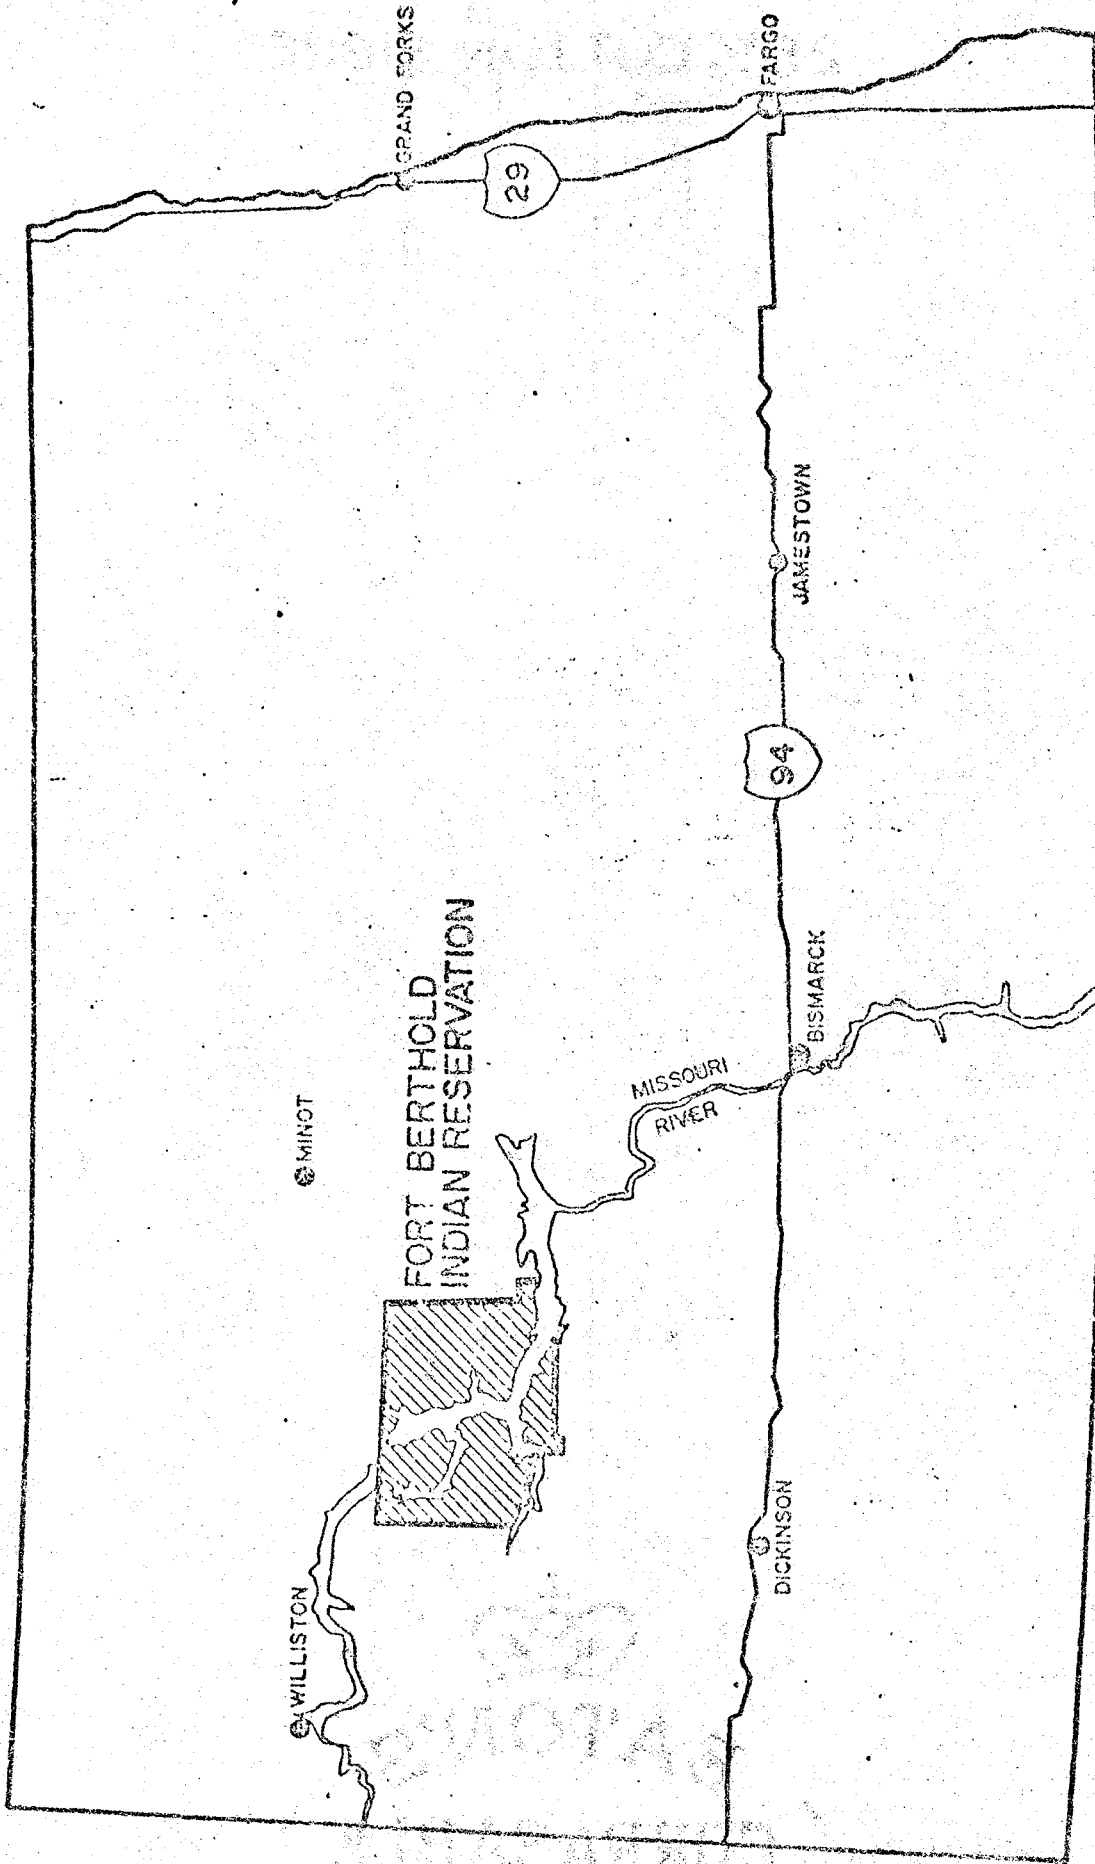 GRAND FORKS
29
FARGO
MINOT
WILLISTON
FORT BERTHOLD
INDIAN RESERVATION
MISSOURI
RIVER
94
JAMESTOWN
BISMARCK
DICKINSON